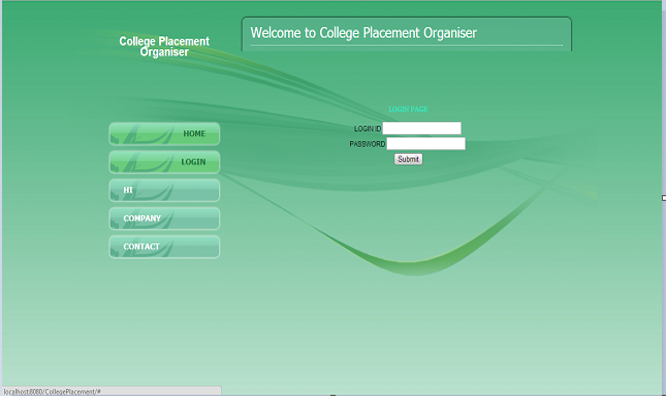 College Placement
Organiser
Welcome to College Placement Organiser
LOGIN PAGE
LOGIN ID
PASSWORD
Submit
HOME
LOGIN
HI
COMPANY
CONTACT
localhost:8080/CollegePlacement/#